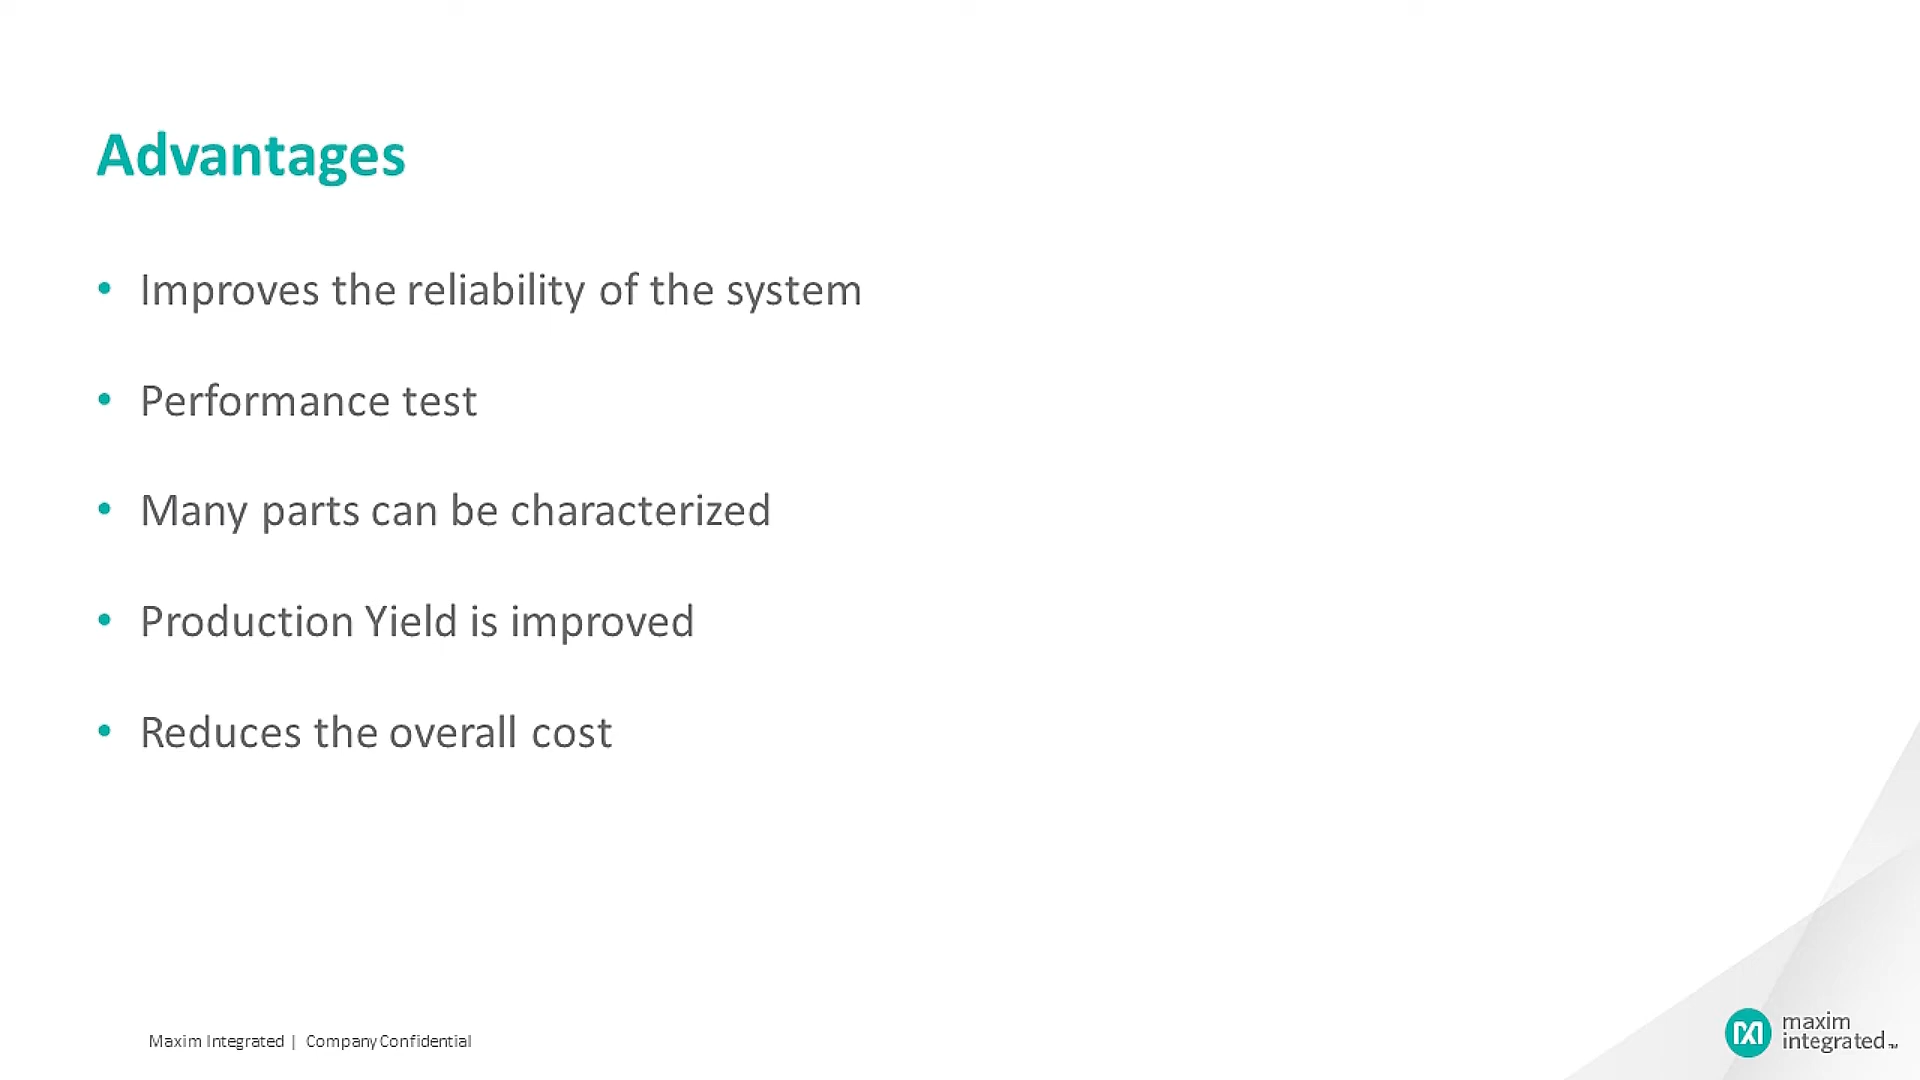 Advantages
• Improves the reliability of the system
• Performance test
• Many parts can be characterized
• Production Yield is improved
• Reduces the overall cost
Maxim Integrated | Company Confidential
maxim
integrated™